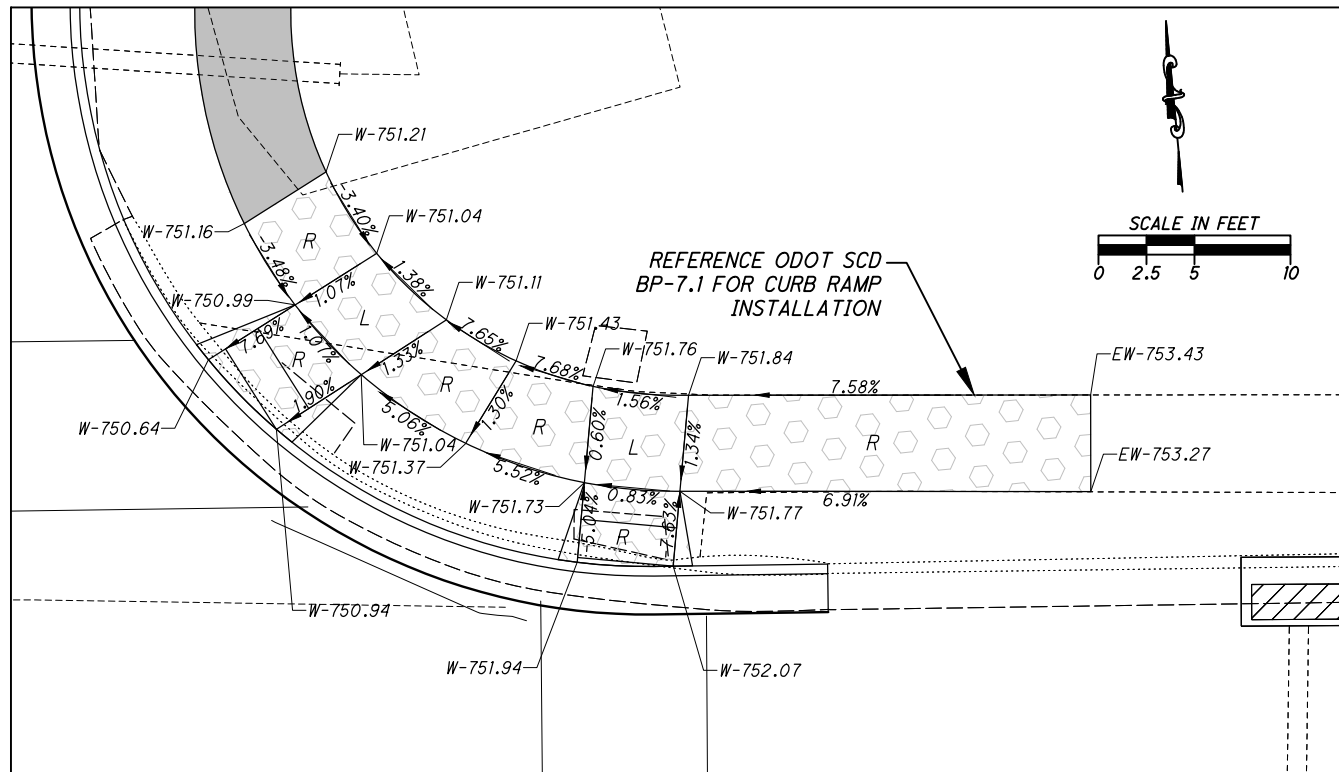 W-751.21
-3.40%
W-751.04
W-751.16
R
-3.48%
1.38%
W-751.11
REFERENCE ODOT SCD
BP-7.1 FOR CURB RAMP
INSTALLATION
SCALE IN FEET
0 2.5 5 10
W-750.99
1.07%
L
7.65%
W-751.43
W-751.76
W-751.84
EW-753.43
7.89%
1.07%
R
1.33%
7.68%
1.56%
7.58%
W-750.64
1.90%
5.06%
R
1.30%
R
0.60%
L
1.34%
R
W-751.04
W-751.37
5.52%
EW-753.27
W-751.73
0.83%
W-751.77
6.91%
-5.04%
R
-7.63%
W-750.94
W-751.94
W-752.07